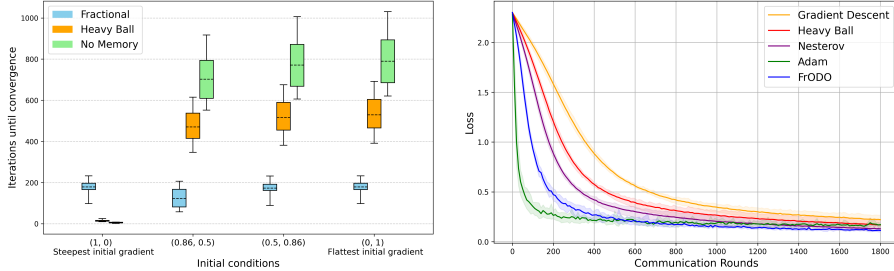 Iterations until convergence
1000
800
600
400
200
0
Fractional
Heavy Ball
No Memory
(1, 0)
Steepest initial gradient
(0.86, 0.5)
(0.5, 0.86)
(0, 1)
Flattest initial gradient
Initial conditions
Loss
2.0
1.5
1.0
0.5
0.0
Gradient Descent
Heavy Ball
Nesterov
Adam
FrODO
0
200
400
600
800
1000
1200
1400
1600
1800
Communication Rounds